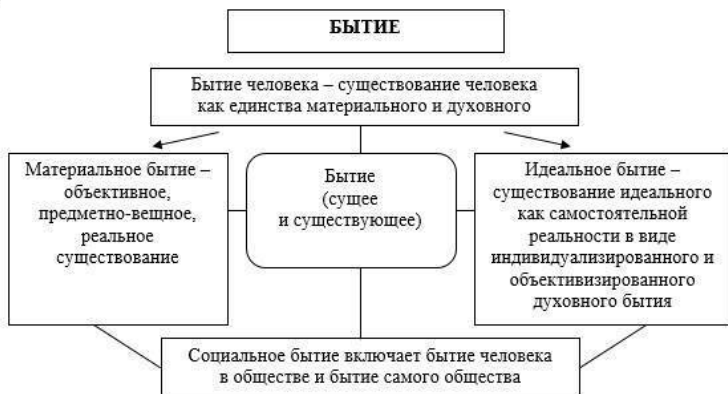 БЫТИЕ
Бытие человека – существование человека
как единства материального и духовного
Материальное бытие –
объективное,
предметно-вещное,
реальное
существование
Бытие
(сущее
и существующее)
Идеальное бытие –
существование идеального
как самостоятельной
реальности в виде
индивидуализированного и
объективизированного
духовного бытия
Социальное бытие включает бытие человека
в обществе и бытие самого общества